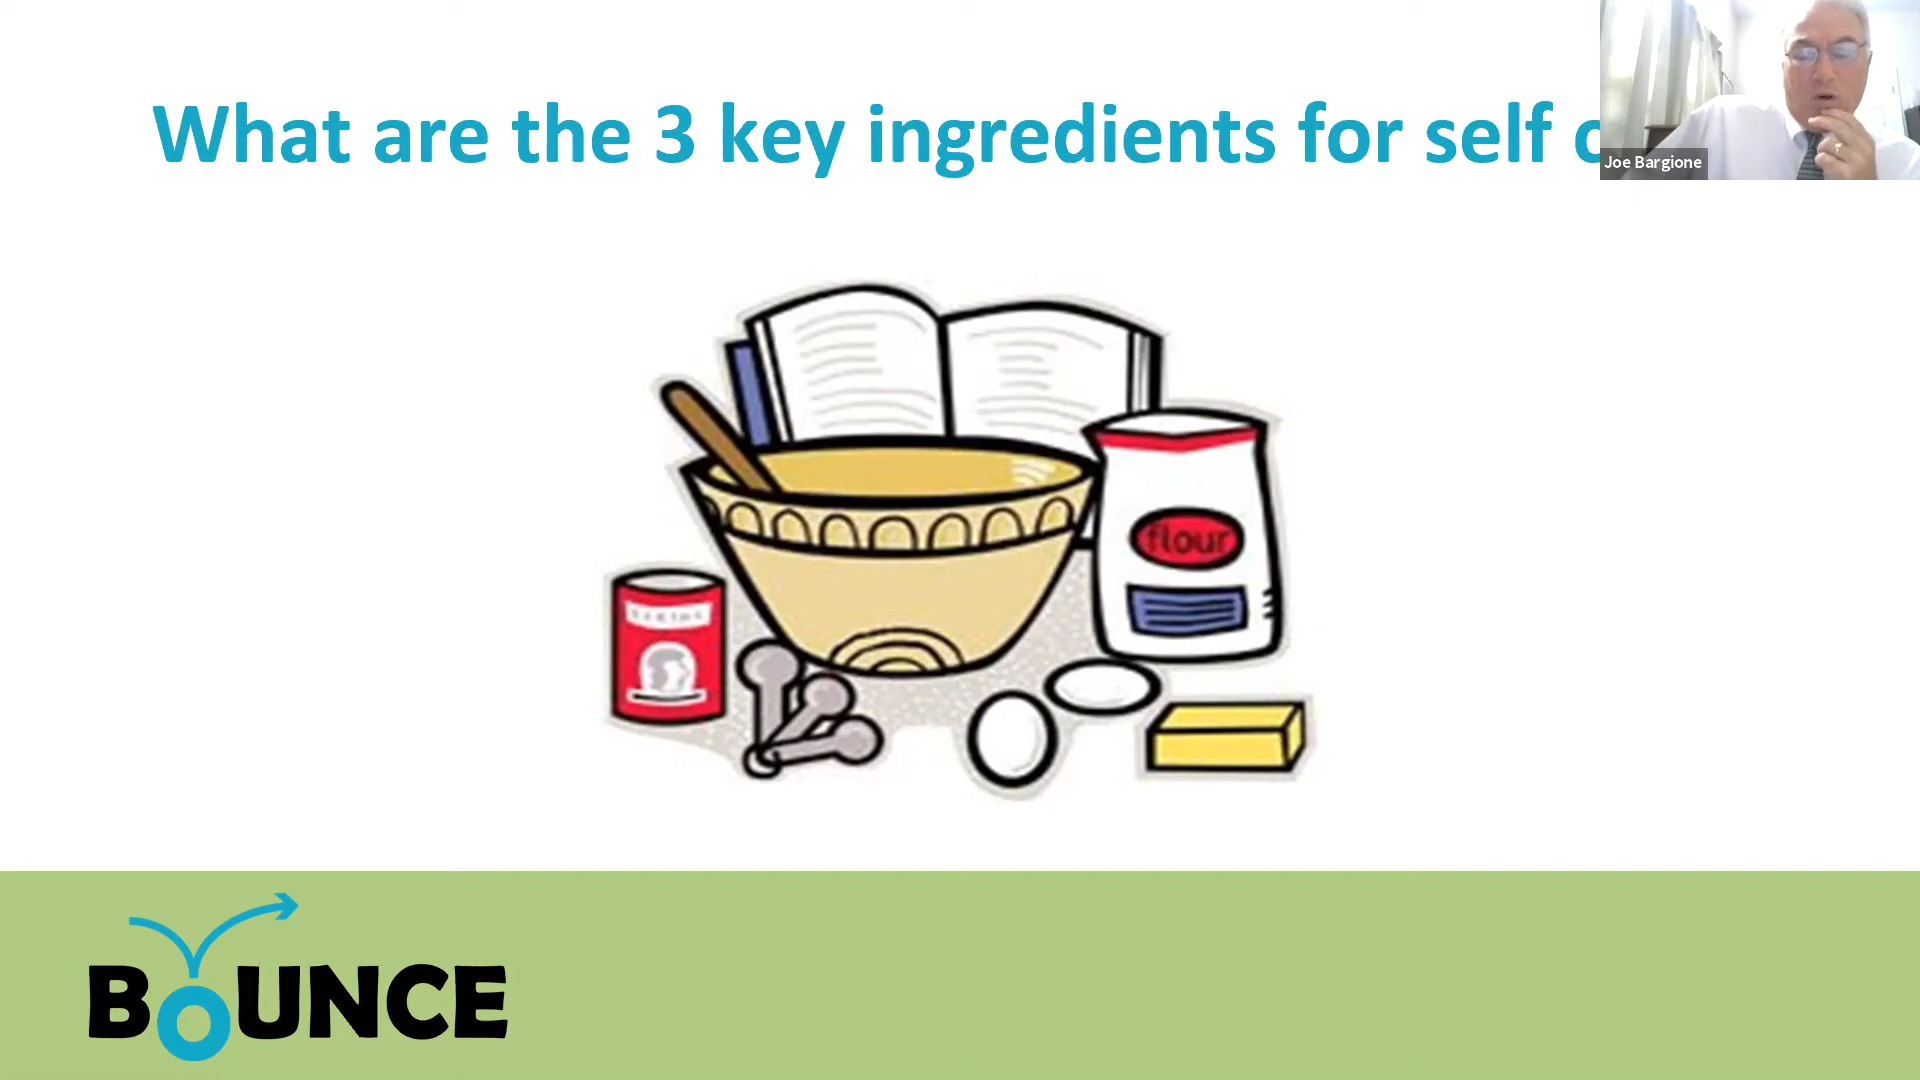 What are the 3 key ingredients for self c
Joe Bargione
flour
BOUNCE